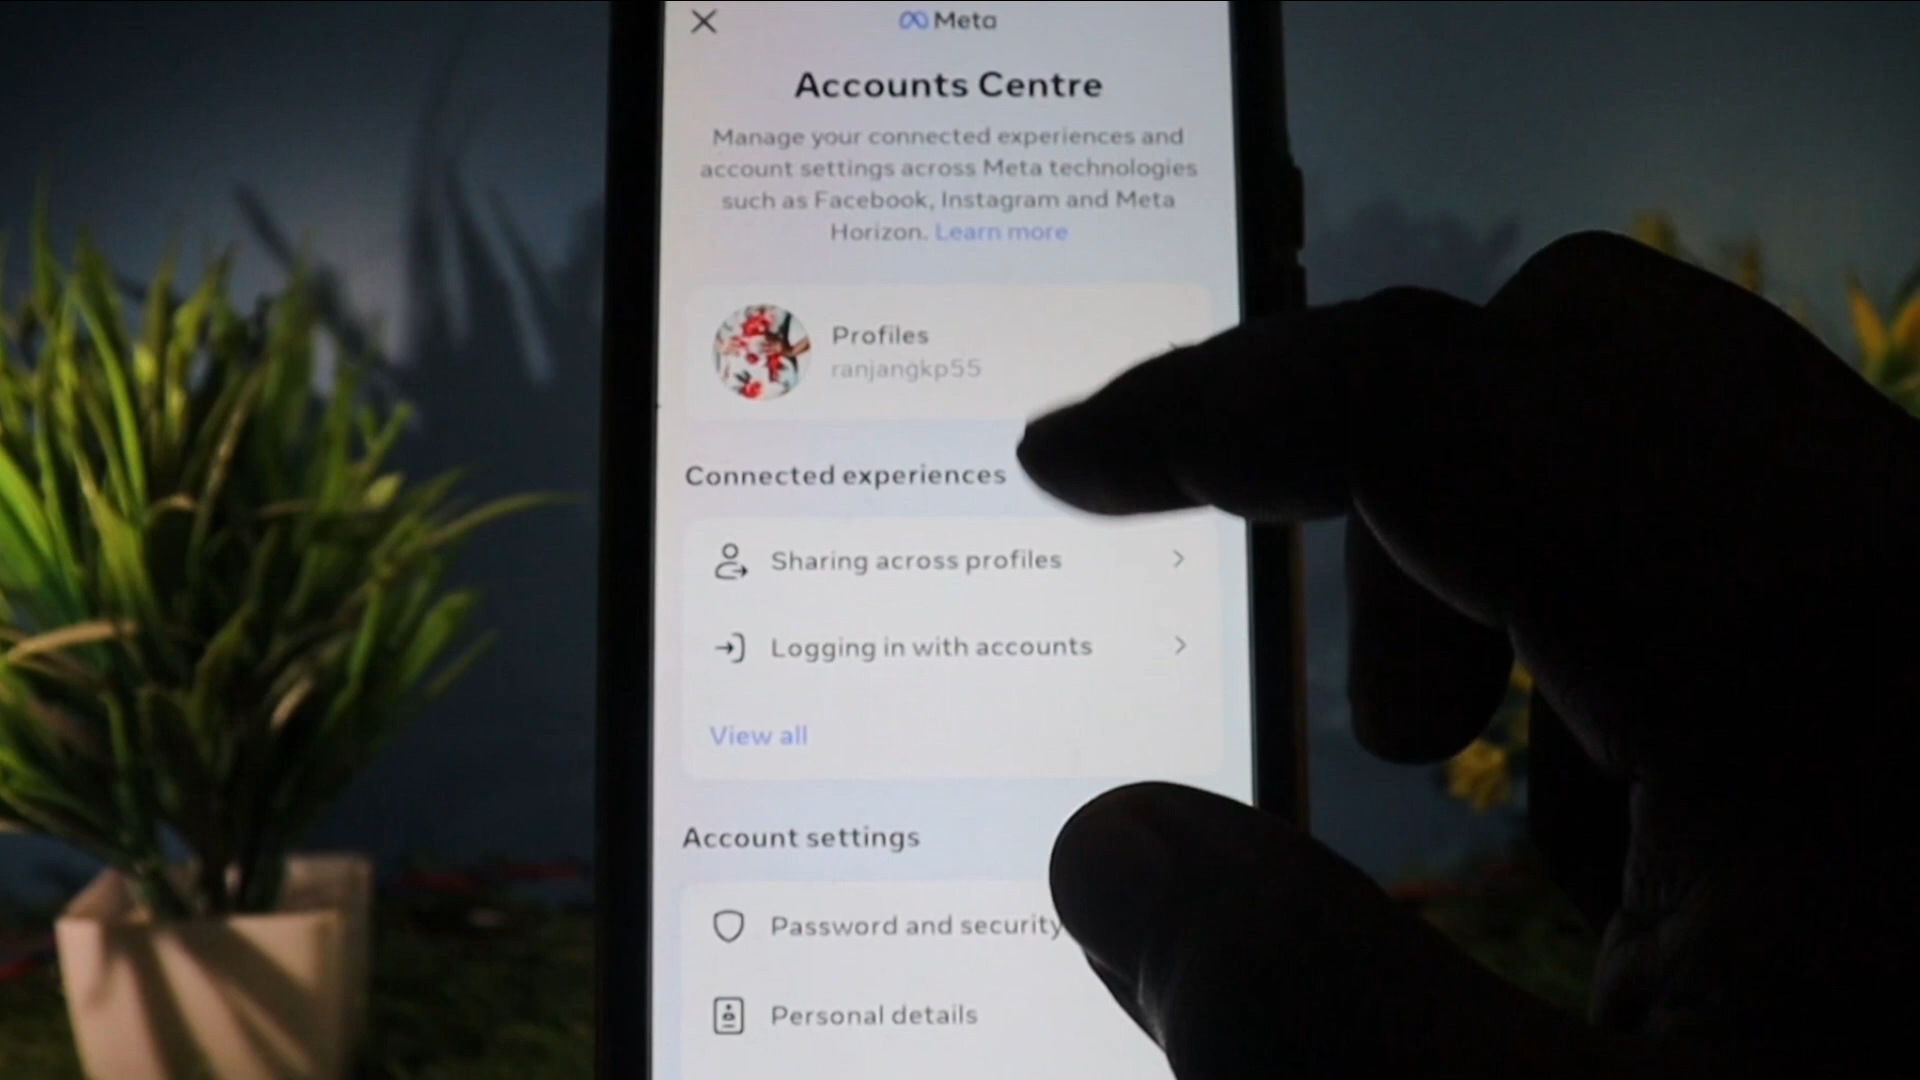 Meta
Accounts Centre
Manage your connected experiences and
account settings across Meta technologies
such as Facebook, Instagram and Meta
Horizon. Learn more
Profiles
ranjangkp55
Connected experiences
Sharing across profiles
Logging in with accounts
View all
Account settings
Password and security
Personal details